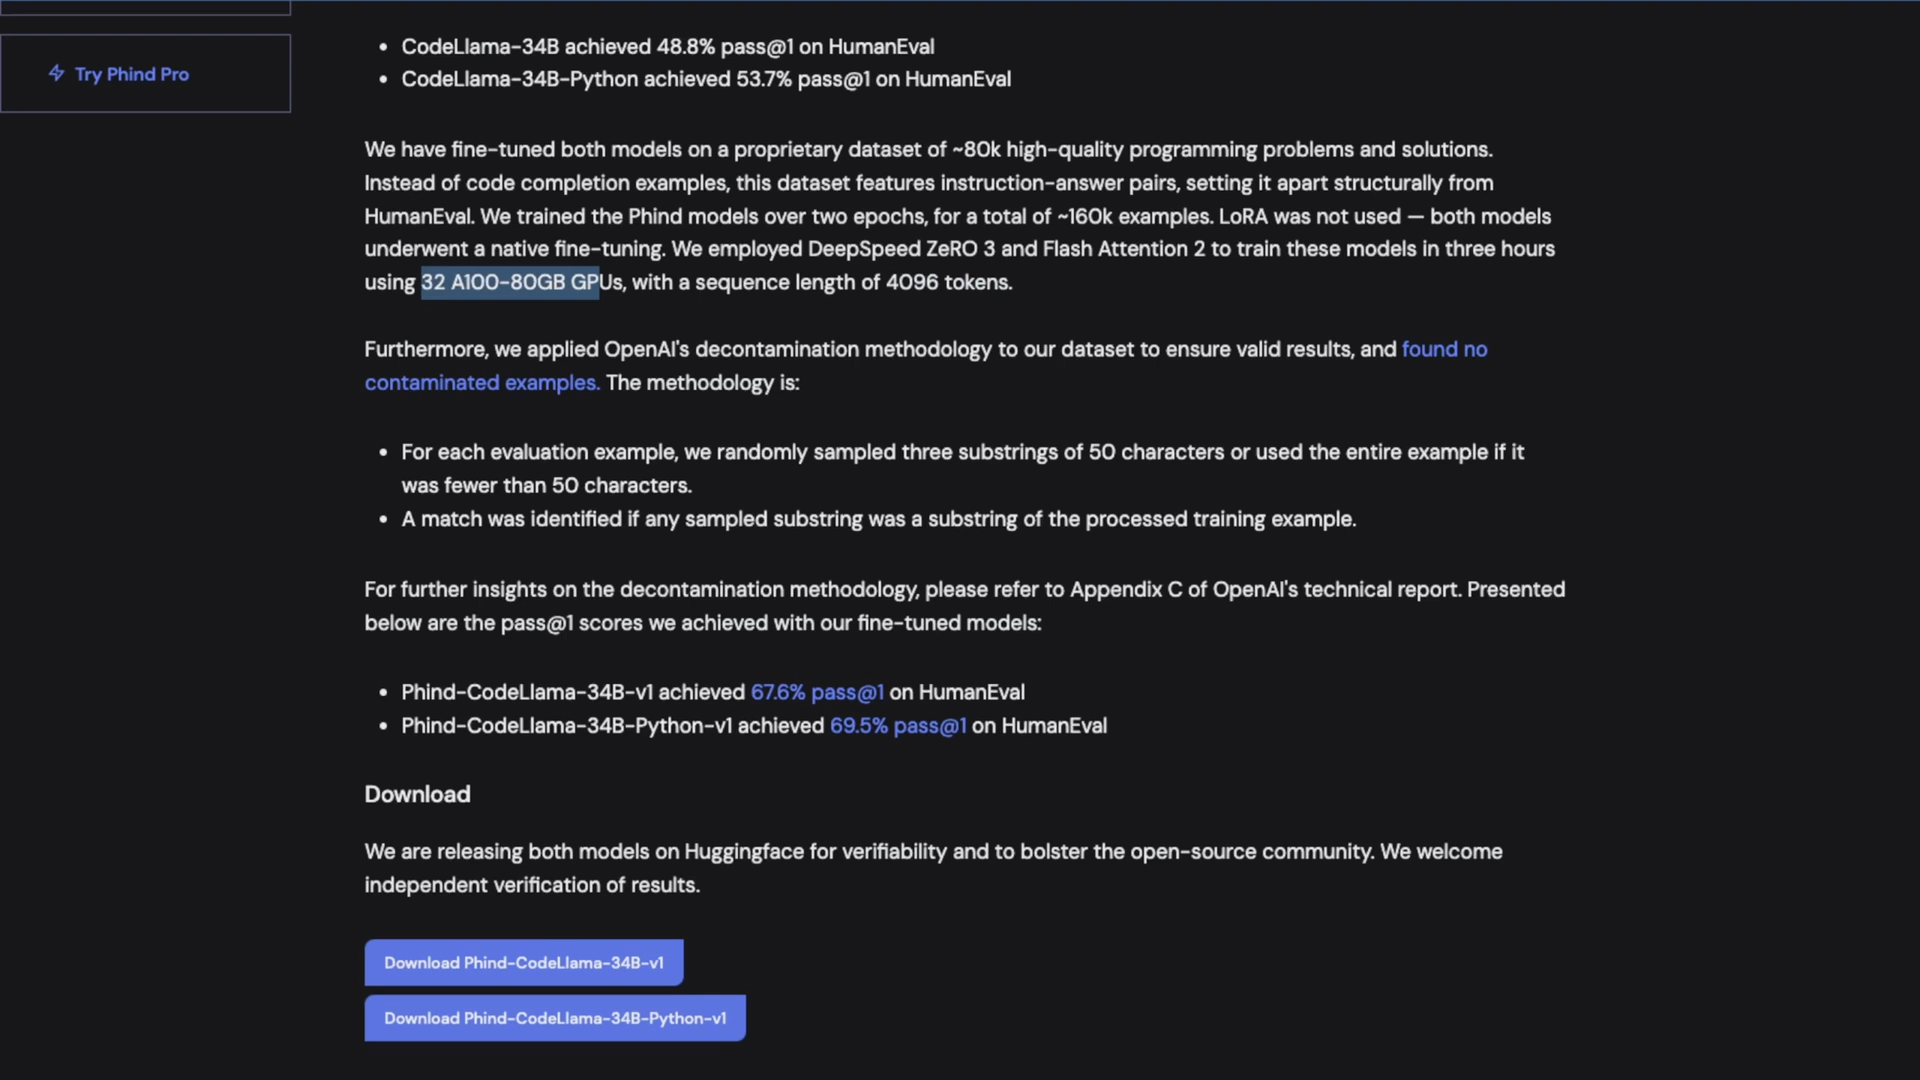 Try Phind Pro
• CodeLlama-34B achieved 48.8% pass@1 on HumanEval
• CodeLlama-34B-Python achieved 53.7% pass@1 on HumanEval
We have fine-tuned both models on a proprietary dataset of ~80k high-quality programming problems and solutions.
Instead of code completion examples, this dataset features instruction-answer pairs, setting it apart structurally from
HumanEval. We trained the Phind models over two epochs, for a total of ~160k examples. LoRA was not used — both models
underwent a native fine-tuning. We employed DeepSpeed ZeRO 3 and Flash Attention 2 to train these models in three hours
using 32 A100-80GB GPUs, with a sequence length of 4096 tokens.
Furthermore, we applied OpenAI's decontamination methodology to our dataset to ensure valid results, and found no
contaminated examples. The methodology is:
• For each evaluation example, we randomly sampled three substrings of 50 characters or used the entire example if it
was fewer than 50 characters.
• A match was identified if any sampled substring was a substring of the processed training example.
For further insights on the decontamination methodology, please refer to Appendix C of OpenAI's technical report. Presented
below are the pass@1 scores we achieved with our fine-tuned models:
• Phind-CodeLlama-34B-v1 achieved 67.6% pass@1 on HumanEval
• Phind-CodeLlama-34B-Python-v1 achieved 69.5% pass@1 on HumanEval
Download
We are releasing both models on Huggingface for verifiability and to bolster the open-source community. We welcome
independent verification of results.
Download Phind-CodeLlama-34B-v1
Download Phind-CodeLlama-34B-Python-v1